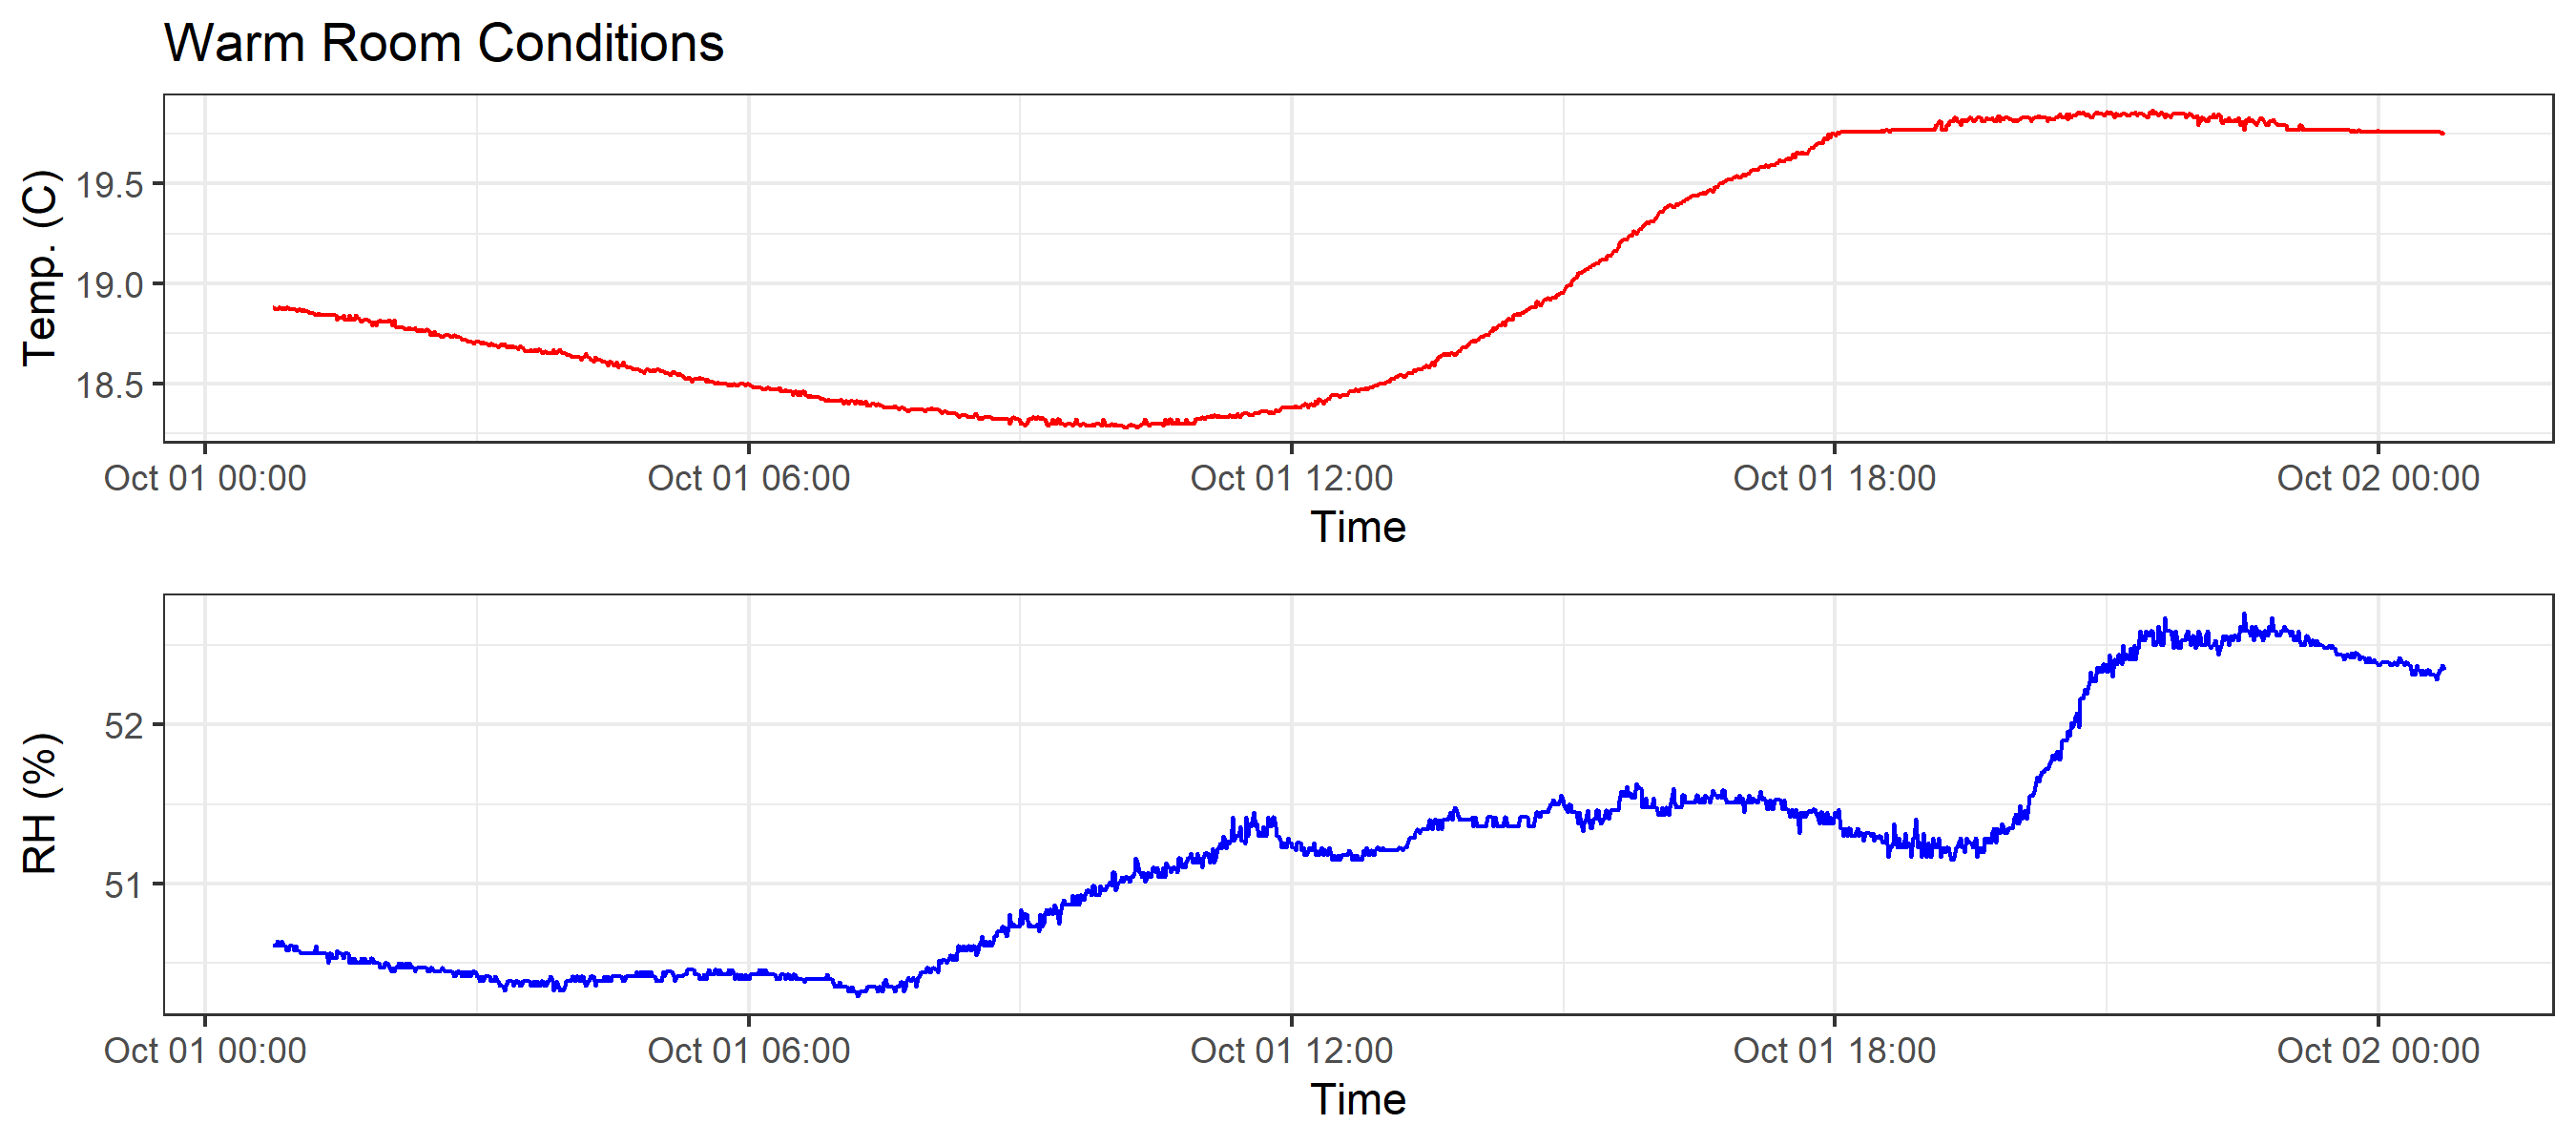 Warm Room Conditions
Temp. (C)
19.5
19.0
18.5
Oct 01 00:00 Oct 01 06:00 Oct 01 12:00 Oct 01 18:00 Oct 02 00:00
Time
RH (%)
52
51
Oct 01 00:00 Oct 01 06:00 Oct 01 12:00 Oct 01 18:00 Oct 02 00:00
Time